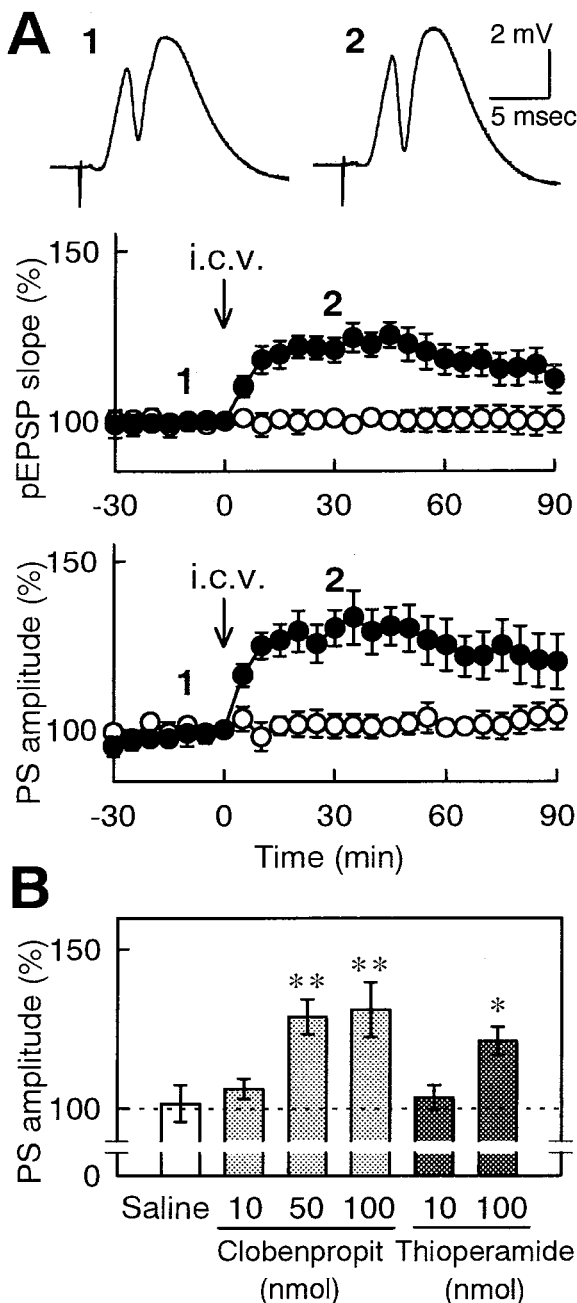 A
1
2
2 mV
5 msec
pEPSP slope (%)
150
100
i.c.v.
1
2
-30 0 30 60 90
PS amplitude (%)
150
100
i.c.v.
1
2
-30 0 30 60 90
Time (min)
B
PS amplitude (%)
150
100
0
** ** *
Saline 10 50 100 10 100
Clobenpropit Thioperamide
(nmol) (nmol)